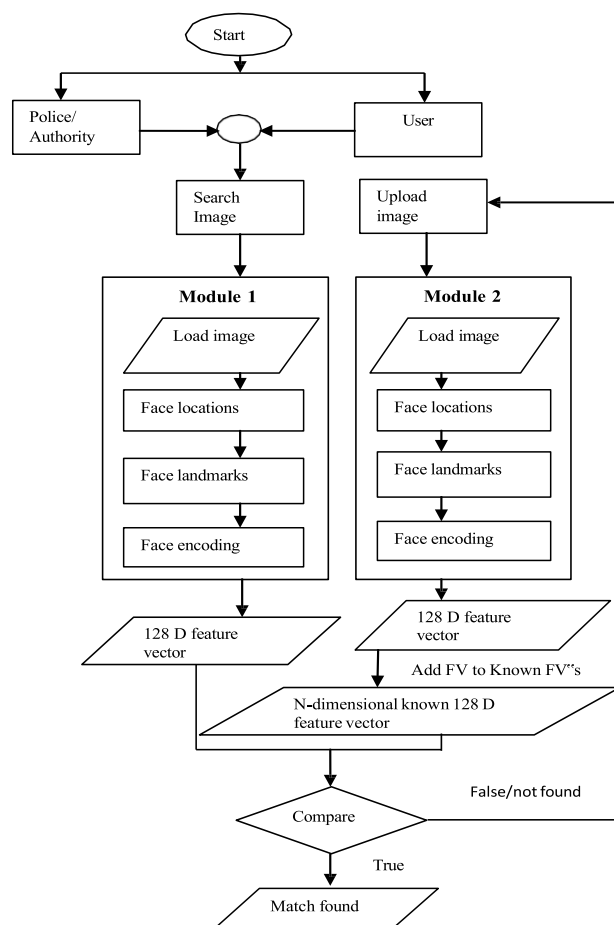 Start
Police/
Authority
User
Search
Image
Upload
image
Module 1
Load image
Face locations
Face landmarks
Face encoding
Module 2
Load image
Face locations
Face landmarks
Face encoding
128 D feature
vector
128 D feature
vector
Add FV to Known FV‟s
N-dimensional known 128 D
feature vector
Compare
False/not found
True
Match found